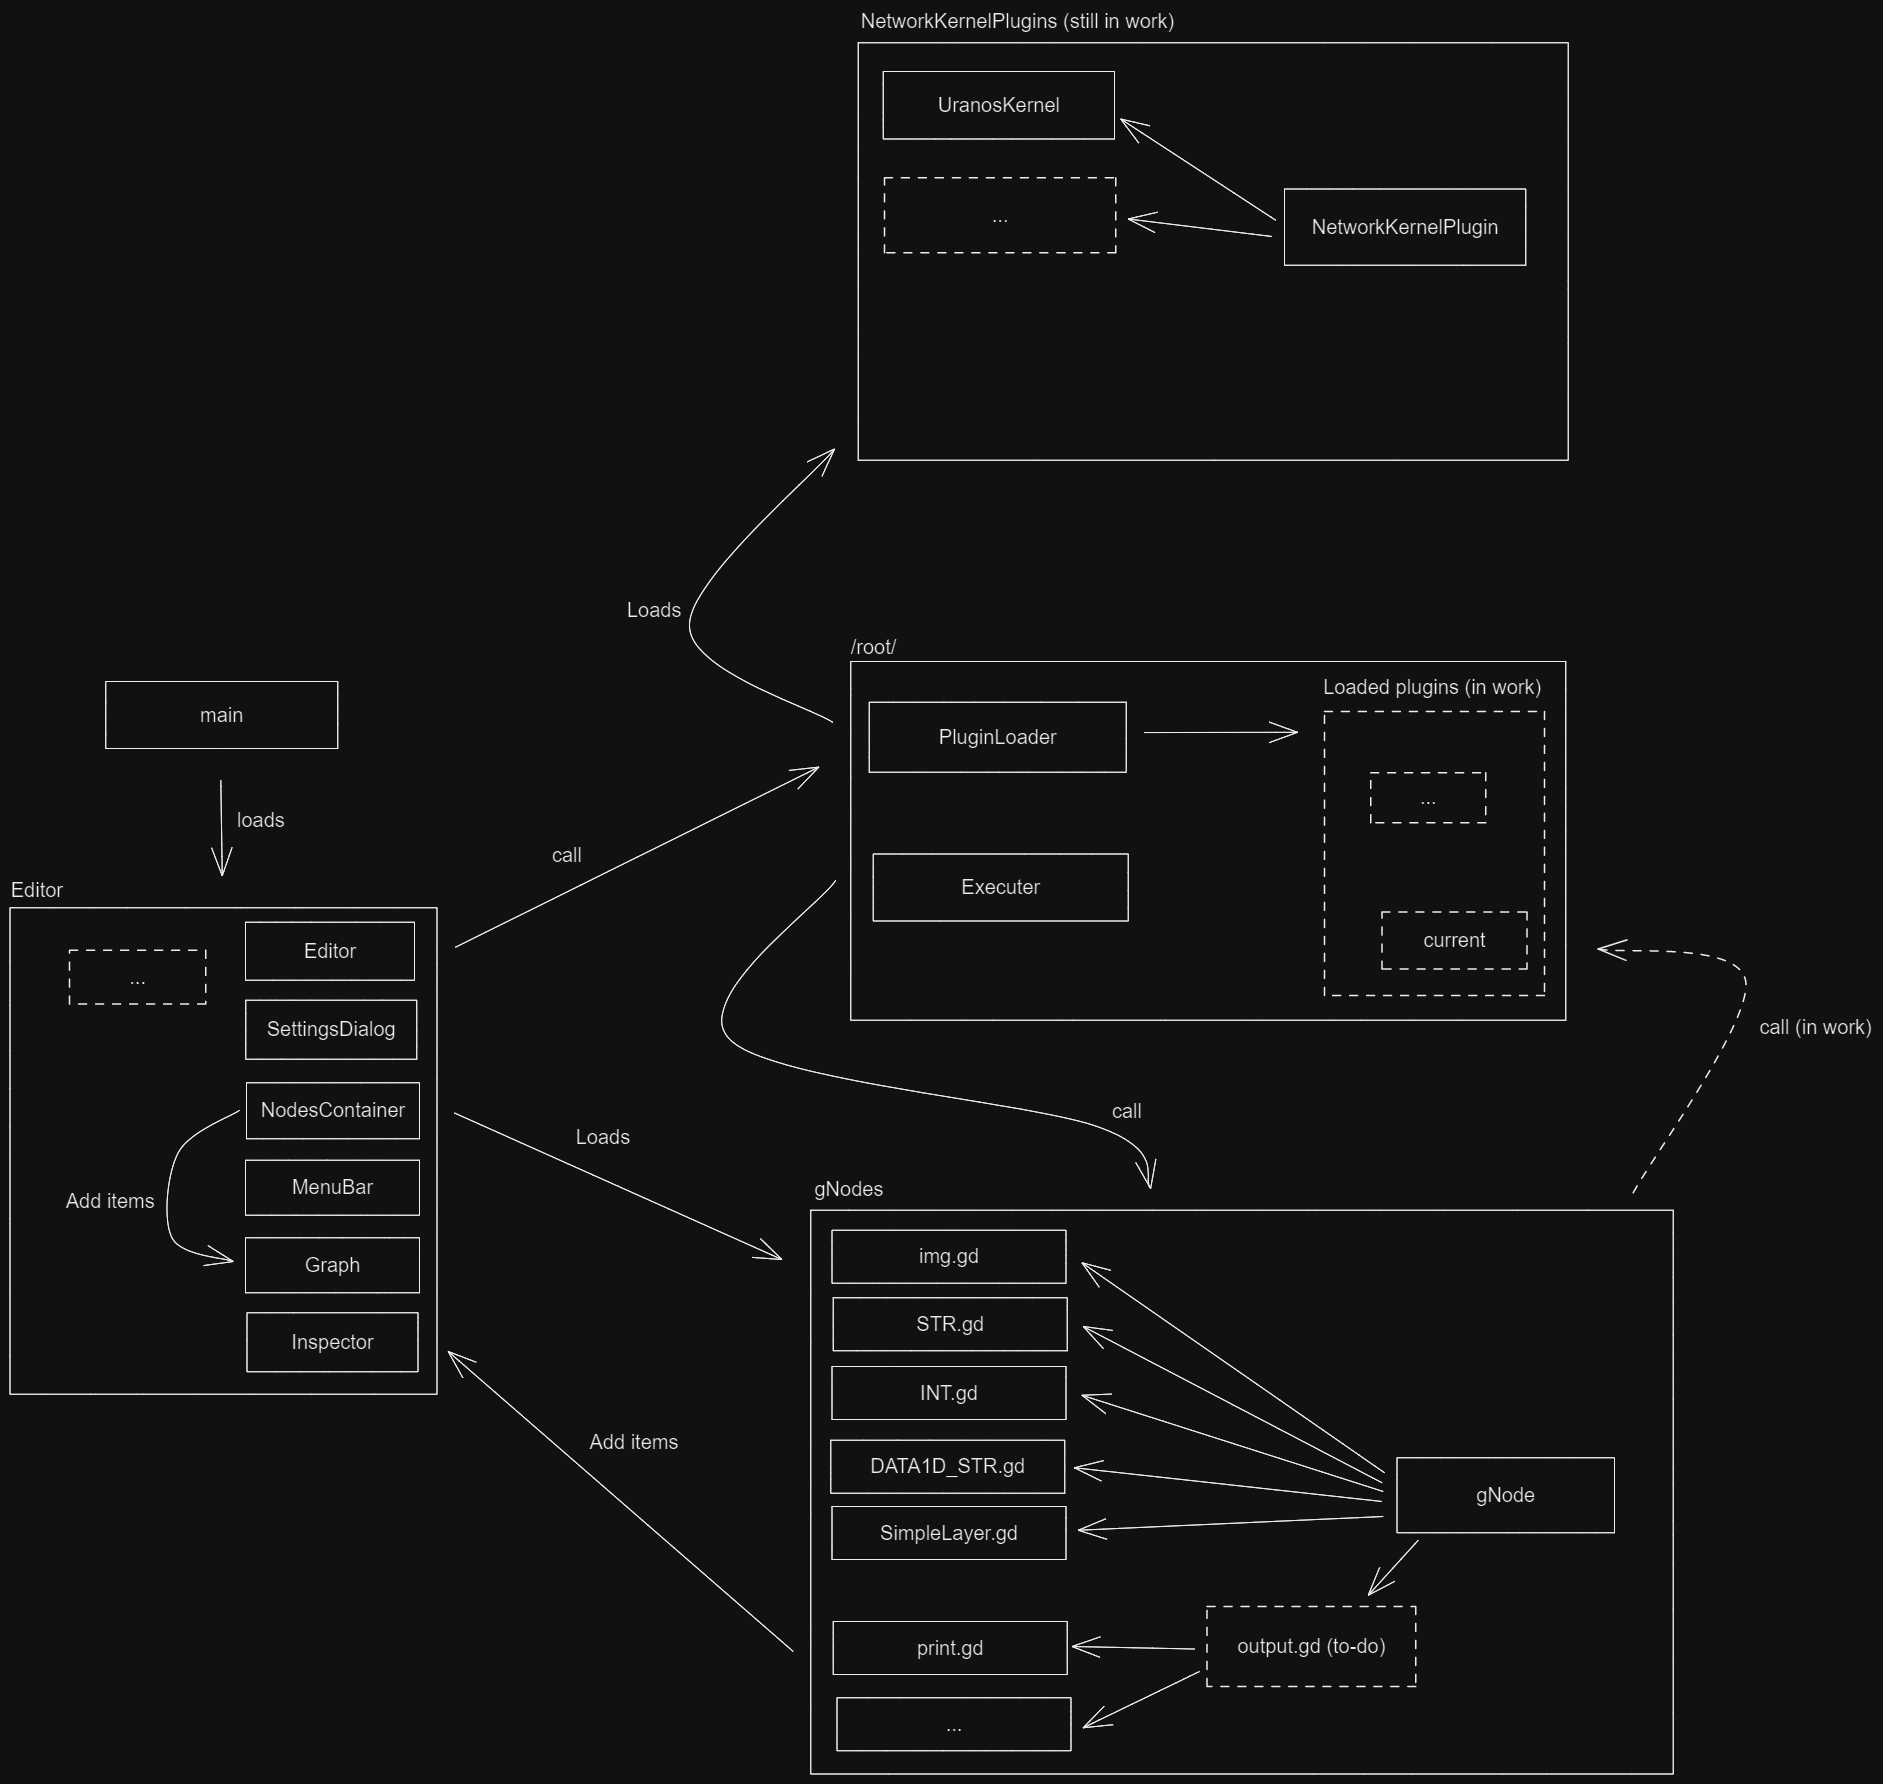 NetworkKernelPlugins (still in work)
UranosKernel
...
NetworkKernelPlugin
Loads
/root/
PluginLoader
Loaded plugins (in work)
...
current
Executer
main
loads
call
Editor
...
Editor
SettingsDialog
NodesContainer
Add items
MenuBar
Graph
Inspector
Loads
call
call (in work)
Add items
gNodes
img.gd
STR.gd
INT.gd
DATA1D_STR.gd
SimpleLayer.gd
gNode
print.gd
output.gd (to-do)
...